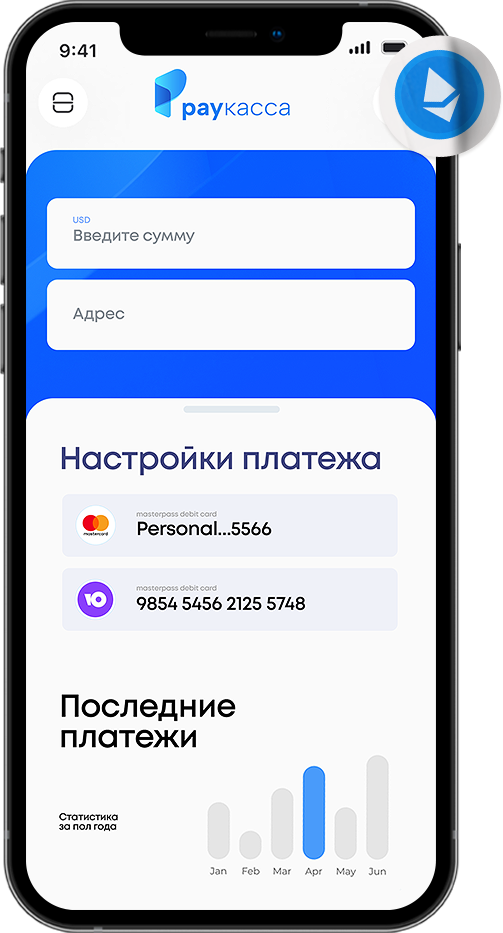 9:41
payкасса
USD
Введите сумму
Адрес
Настройки платежа
masterpass debit card
Personal...5566
mastercard
masterpass debit card
9854 5456 2125 5748
Последние
платежи
Статистика
за пол года
Jan Feb Mar Apr May Jun